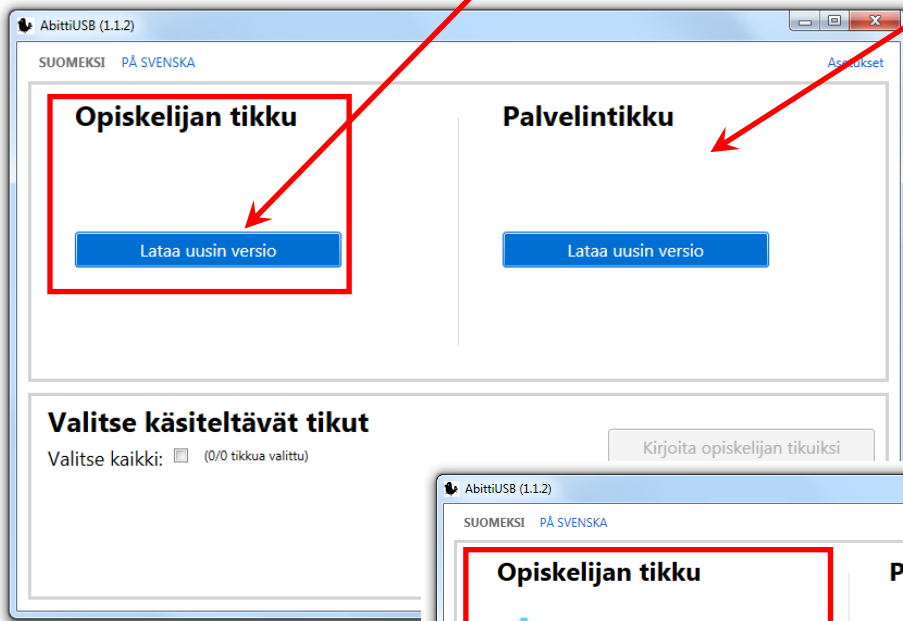 AbittiUSB (1.1.2)
SUOMEKSI PÅ SVENSKA Asetukset
Opiskelijan tikku Palvelintikku
Lataa uusin versio Lataa uusin versio
Valitse käsiteltävät tikut
Valitse kaikki: (0/0 tikkua valittu)
Kirjoita opiskelijan tikuiksi
AbittiUSB (1.1.2)
SUOMEKSI PÅ SVENSKA
Opiskelijan tikku P